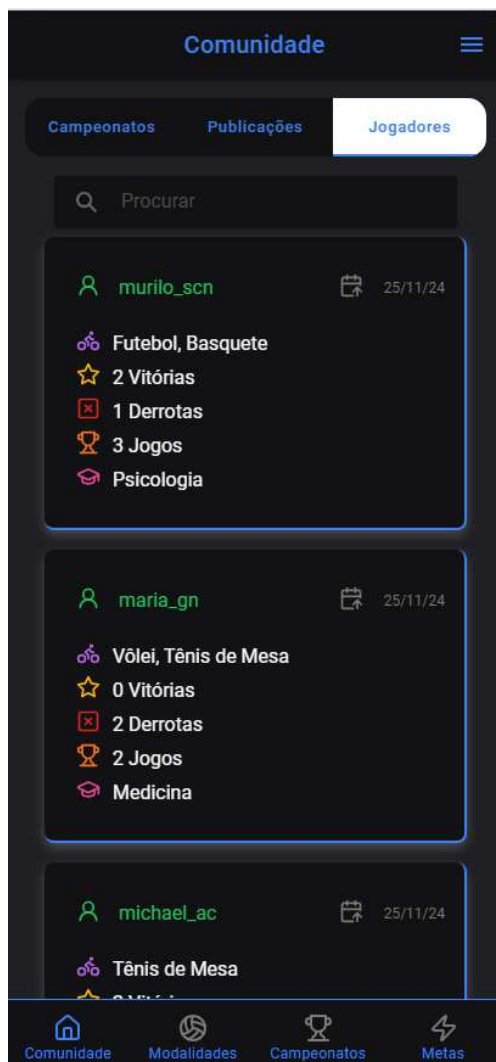 Comunidade
Campeonatos Publicações Jogadores
Procurar
murilo_scn 25/11/24
Futebol, Basquete
2 Vitórias
1 Derrotas
3 Jogos
Psicologia
maria_gn 25/11/24
Vôlei, Tênis de Mesa
0 Vitórias
2 Derrotas
2 Jogos
Medicina
michael_ac 25/11/24
Tênis de Mesa
Comunidade Modalidades Campeonatos Metas